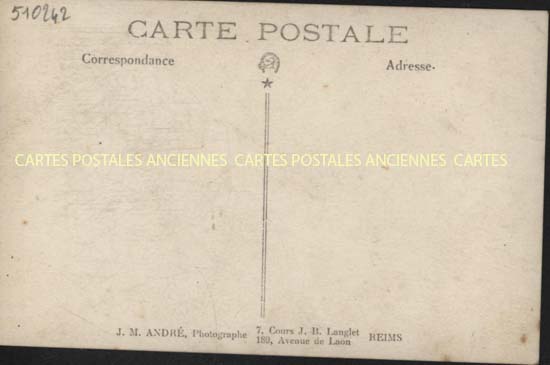 510242
CARTE POSTALE
Correspondance
Adresse.
CARTES POSTALES ANCIENNES CARTES POSTALES ANCIENNES CARTES
J. M. ANDRÉ, Photographe 7, Cours J. B. Langlet REIMS
189, Avenue de Laon